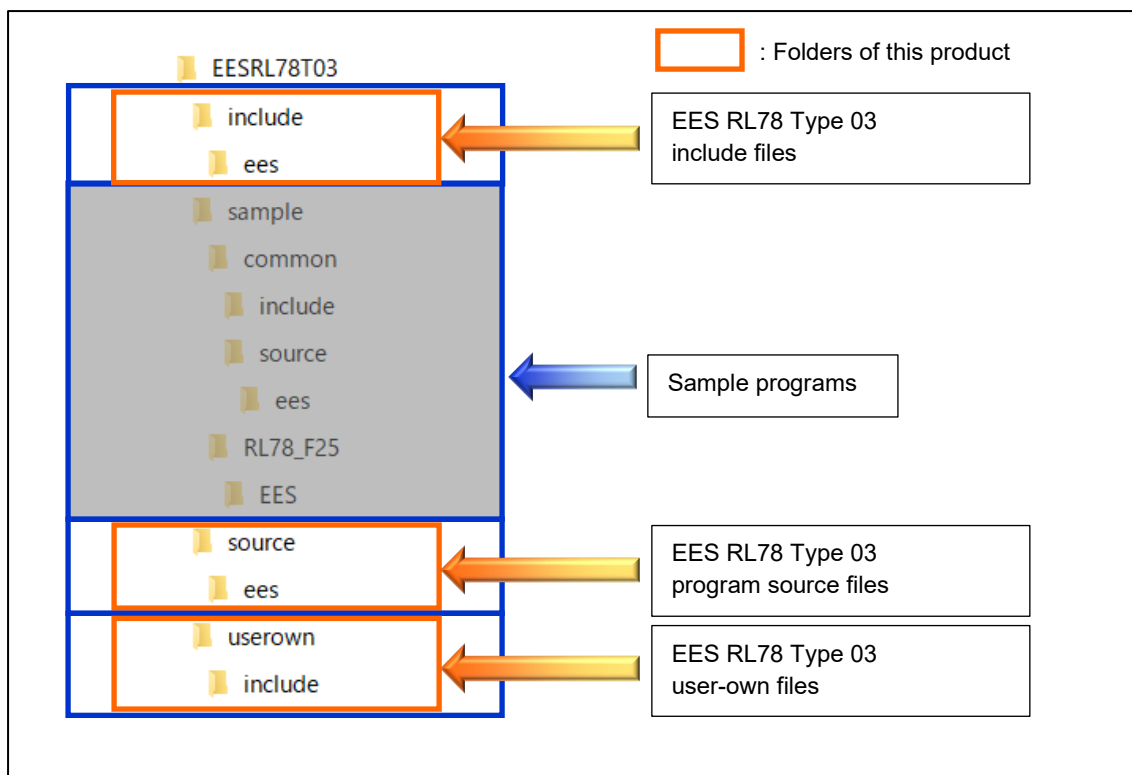 EESRL78T03
: Folders of this product
include
ees
EES RL78 Type 03
include files
sample
common
include
source
ees
RL78_F25
EES
Sample programs
source
ees
EES RL78 Type 03
program source files
userown
include
EES RL78 Type 03
user-own files